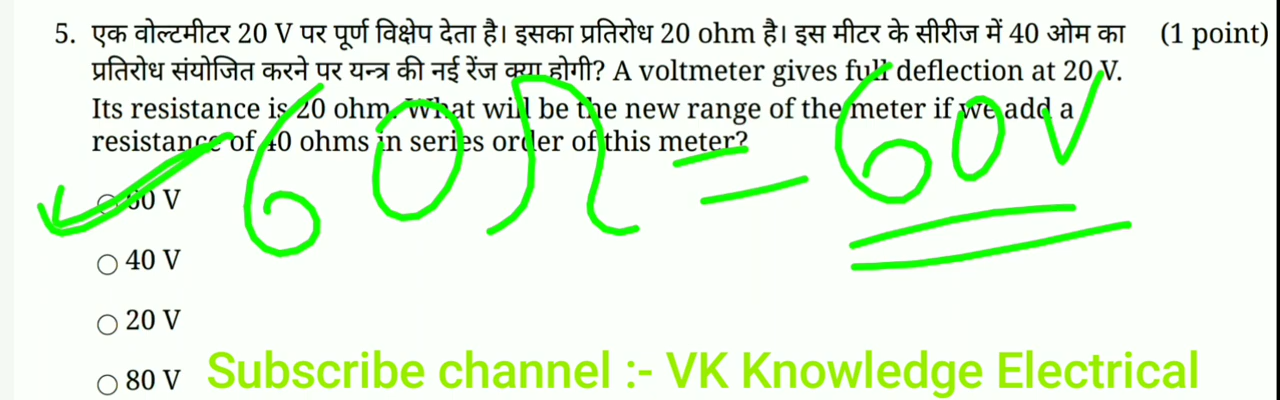 5. एक वोल्टमीटर 20 V पर पूर्ण विक्षेप देता है। इसका प्रतिरोध 20 ohm है। इस मीटर के सीरीज में 40 ओम का (1 point)
प्रतिरोध संयोजित करने पर यन्त्र की नई रेंज क्या होगी? A voltmeter gives full deflection at 20 V.
Its resistance is 20 ohm. What will be the new range of the meter if we add a
resistance of 40 ohms in series order of this meter?
60Ω = 60V
60 V
40 V
20 V
80 V
Subscribe channel :- VK Knowledge Electrical